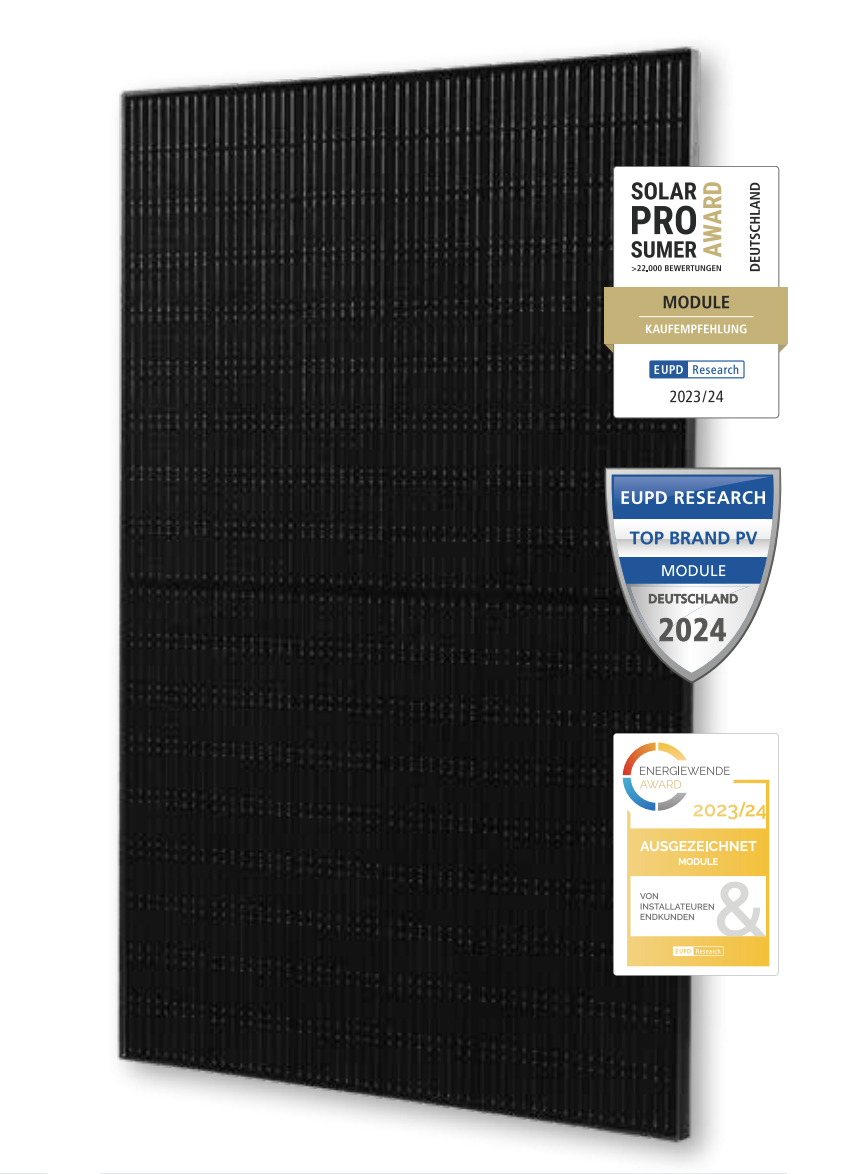 SOLAR
PRO
SUMER
AWARD
DEUTSCHLAND
>22.000 BEWERTUNGEN
MODULE
KAUFEMPFEHLUNG
EUPD Research
2023/24
EUPD RESEARCH
TOP BRAND PV
MODULE
DEUTSCHLAND
2024
ENERGIEWENDE
AWARD
2023/24
AUSGEZEICHNET
MODULE
VON
INSTALLATEUREN
&
ENDKUNDEN
EUPD Research